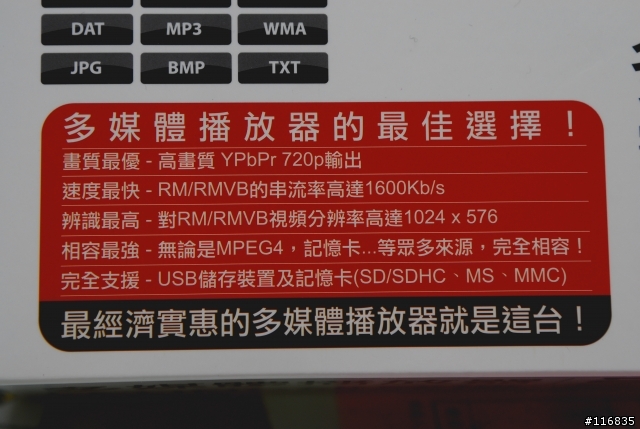 DAT MP3 WMA
JPG BMP TXT
多媒體播放器的最佳選擇！
畫質最優 - 高畫質 YPbPr 720p輸出
速度最快 - RM/RMVB的串流率高達1600Kb/s
辨識最高 - 對RM/RMVB視頻分辨率高達1024 x 576
相容最強 - 無論是MPEG4，記憶卡...等眾多來源，完全相容！
完全支援 - USB儲存裝置及記憶卡(SD/SDHC、MS、MMC)
最經濟實惠的多媒體播放器就是這台！
#116835